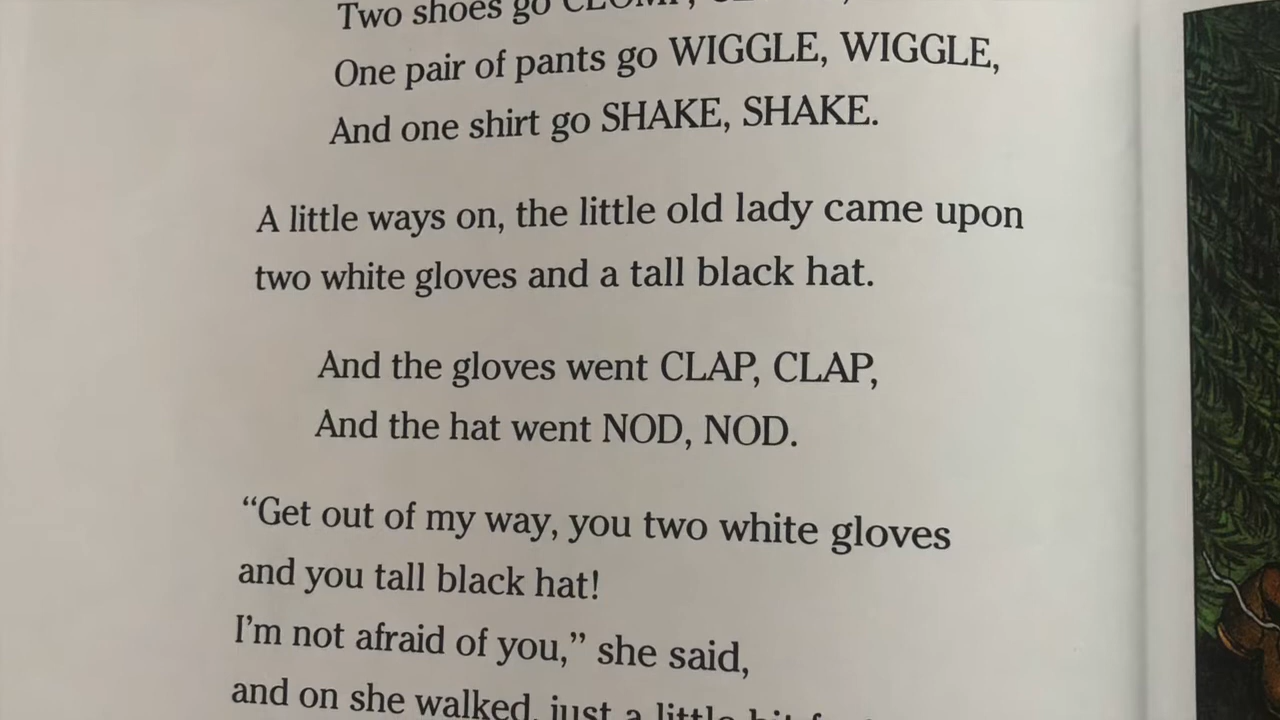 Two shoes go CLOMP,
One pair of pants go WIGGLE, WIGGLE,
And one shirt go SHAKE, SHAKE.
A little ways on, the little old lady came upon
two white gloves and a tall black hat.
And the gloves went CLAP, CLAP,
And the hat went NOD, NOD.
“Get out of my way, you two white gloves
and you tall black hat!
I’m not afraid of you,” she said,
and on she walked, just a little bit